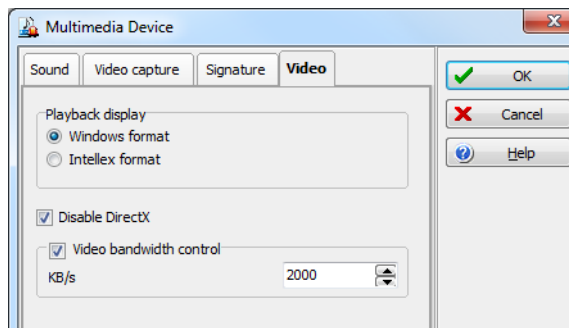 Multimedia Device
Sound Video capture Signature Video
OK
Cancel
Help
Playback display
Windows format
Intellex format
Disable DirectX
Video bandwidth control
KB/s 2000